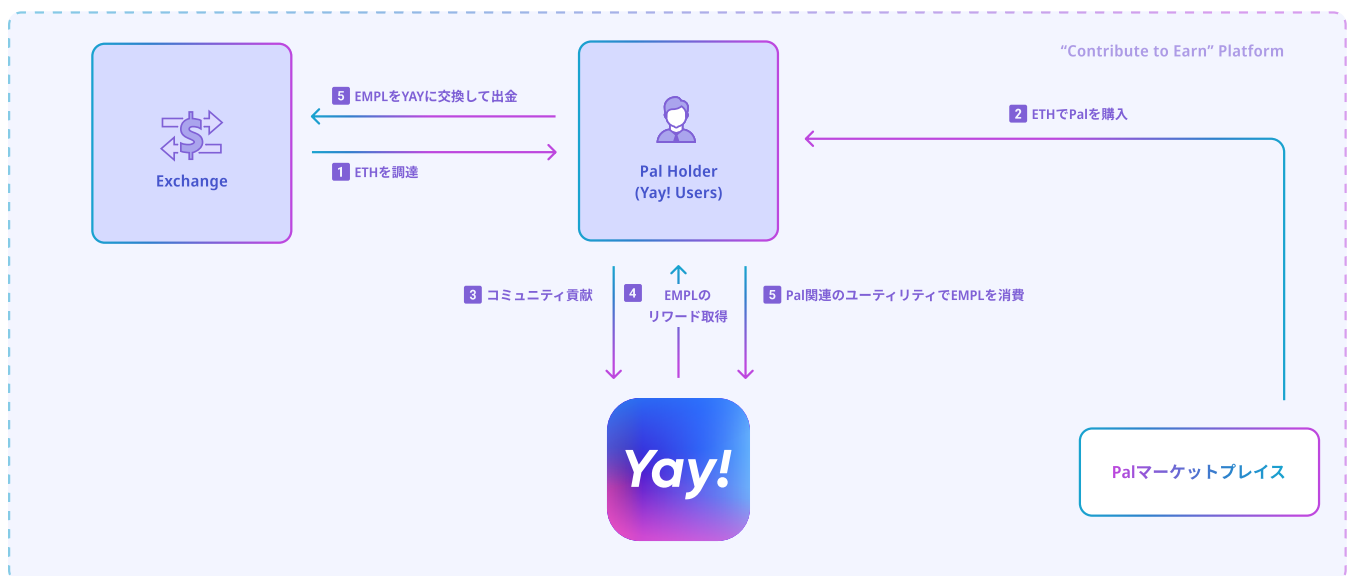 “Contribute to Earn” Platform
5 EMPLをYAYに交換して出金
2 ETHでPalを購入
Exchange
1 ETHを調達
Pal Holder
(Yay! Users)
3 コミュニティ貢献
4 EMPLの
リワード取得
5 Pal関連のユーティリティでEMPLを消費
Yay!
Palマーケットプレイス